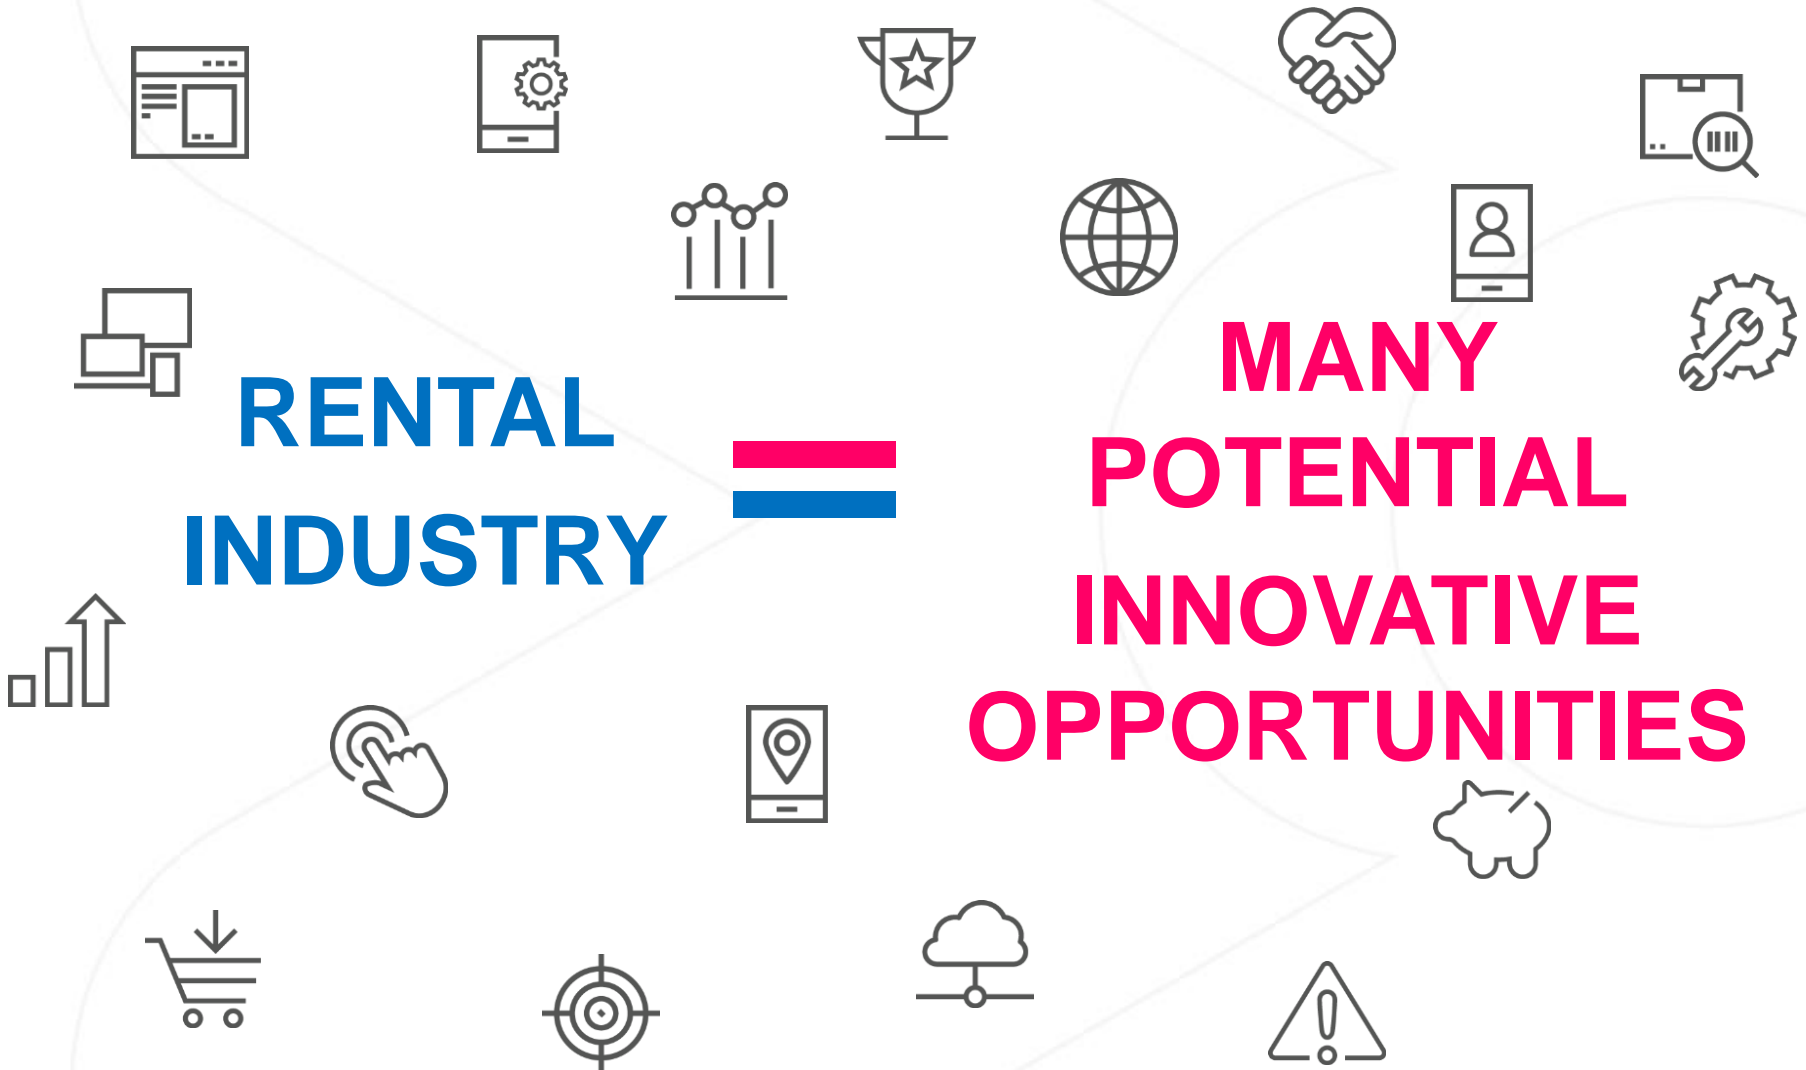 RENTAL
INDUSTRY
MANY
POTENTIAL
INNOVATIVE
OPPORTUNITIES